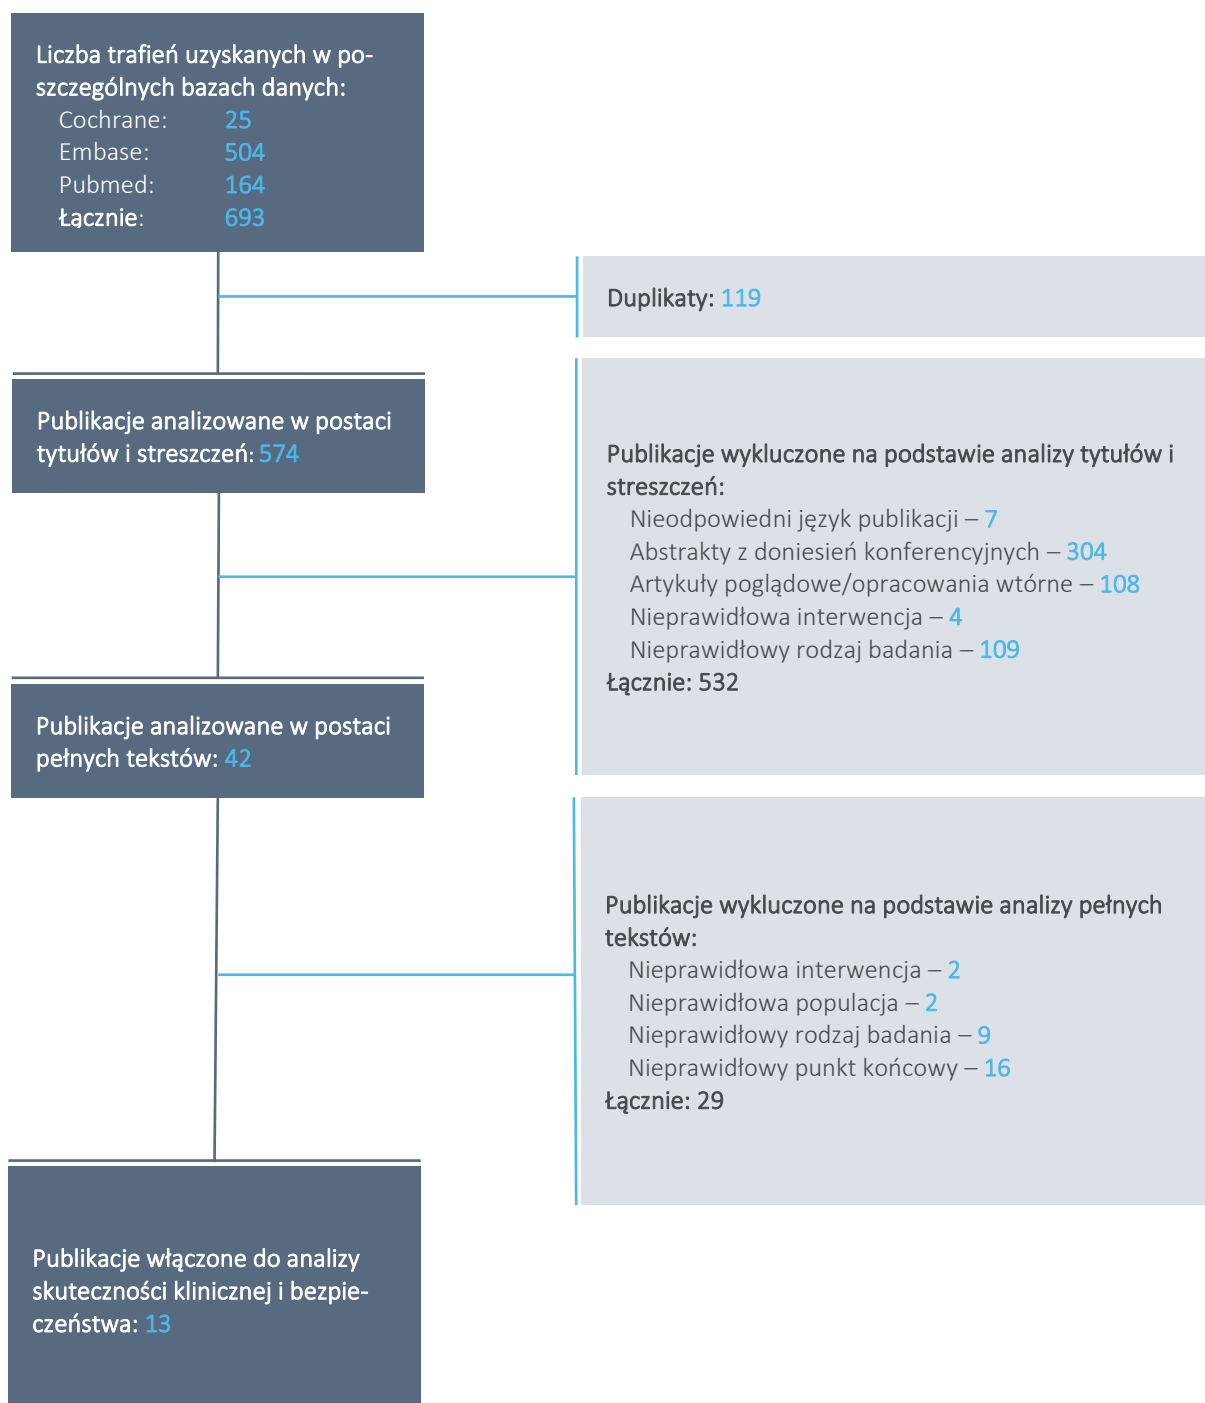 Liczba trafień uzyskanych w po-
szczególnych bazach danych:
Cochrane: 25
Embase: 504
Pubmed: 164
Łącznie: 693
Duplikaty: 119
Publikacje analizowane w postaci
tytułów i streszczeń: 574
Publikacje wykluczone na podstawie analizy tytułów i
streszczeń:
Nieodpowiedni język publikacji – 7
Abstrakty z doniesień konferencyjnych – 304
Artykuły poglądowe/opracowania wtórne – 108
Nieprawidłowa interwencja – 4
Nieprawidłowy rodzaj badania – 109
Łącznie: 532
Publikacje analizowane w postaci
pełnych tekstów: 42
Publikacje wykluczone na podstawie analizy pełnych
tekstów:
Nieprawidłowa interwencja – 2
Nieprawidłowa populacja – 2
Nieprawidłowy rodzaj badania – 9
Nieprawidłowy punkt końcowy – 16
Łącznie: 29
Publikacje włączone do analizy
skuteczności klinicznej i bezpie-
czeństwa: 13